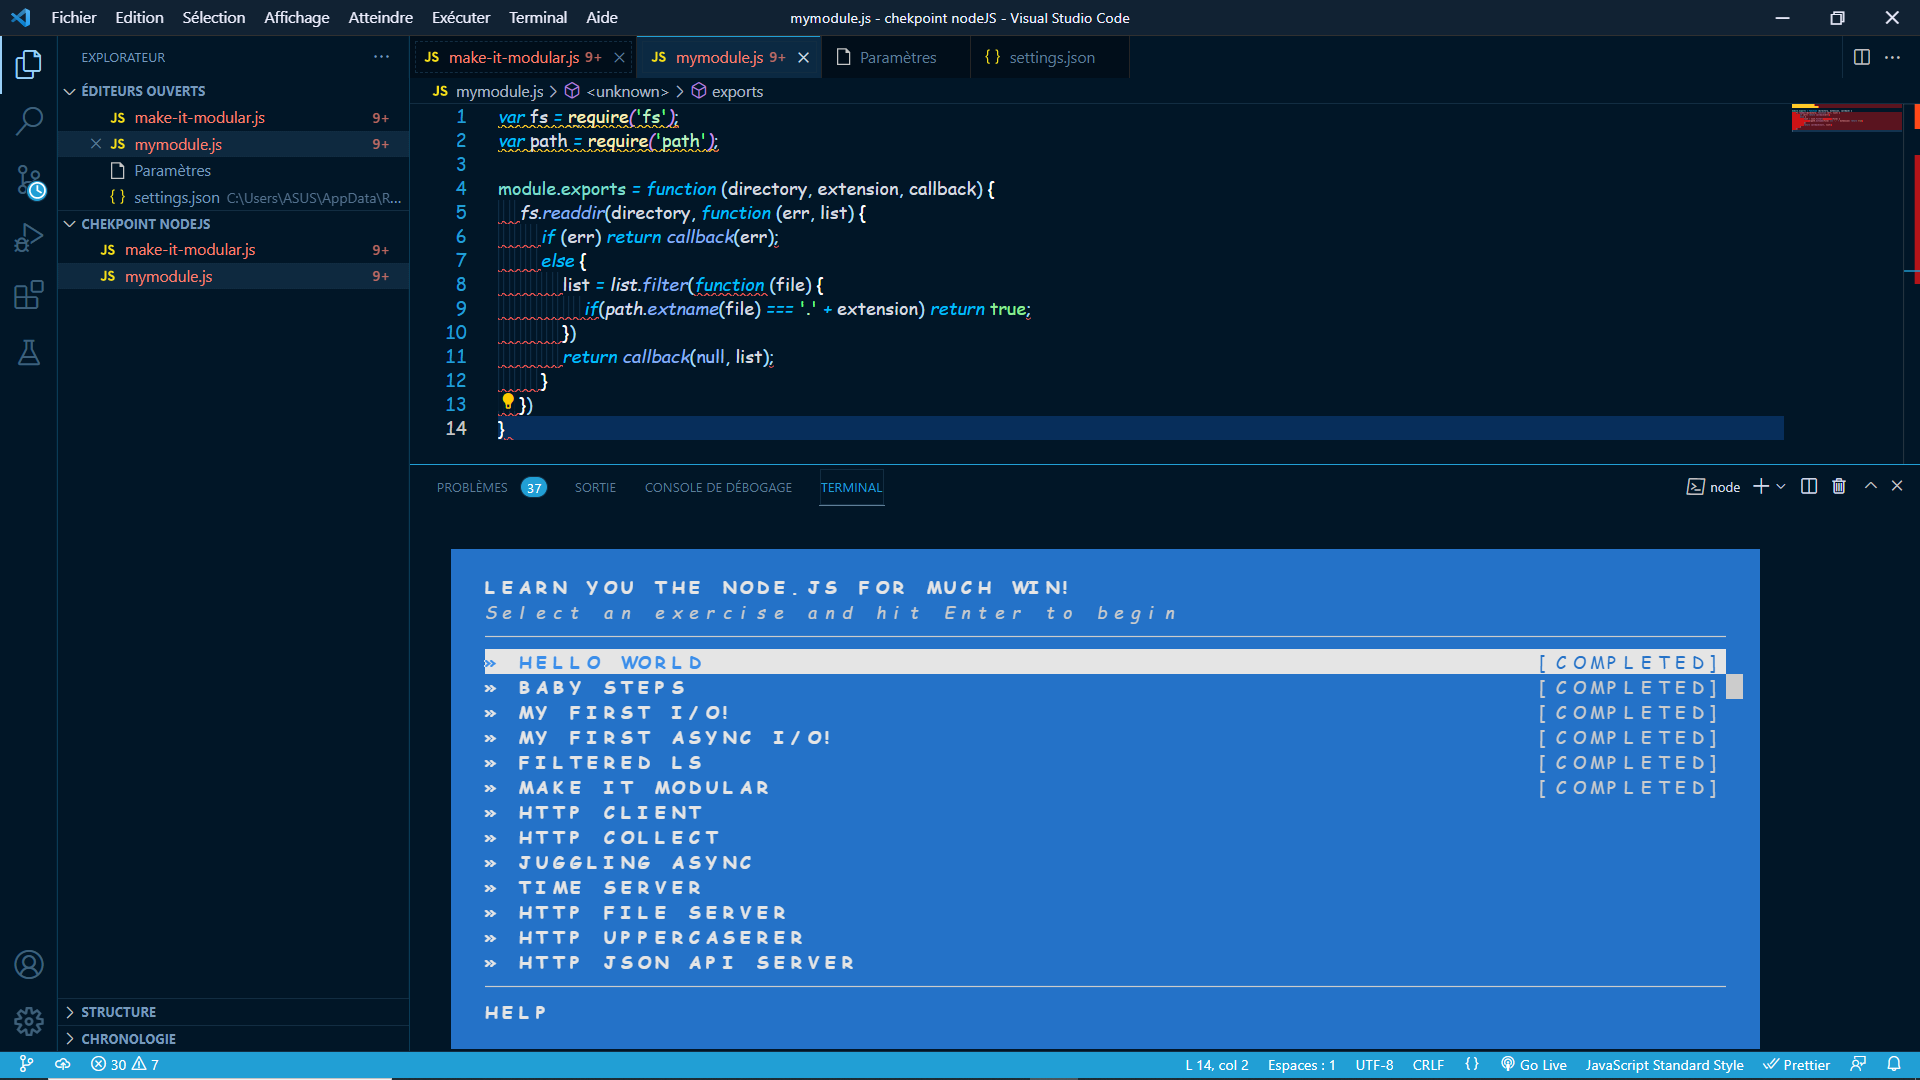 Fichier Edition Sélection Affichage Atteindre Exécuter Terminal Aide
mymodule.js - chekpoint nodeJS - Visual Studio Code
EXPLORATEUR
ÉDITEURS OUVERTS
JS make-it-modular.js 9+
JS mymodule.js 9+
Paramètres
{} settings.json C:\Users\ASUS\AppData\R...
CHEKPOINT NODEJS
JS make-it-modular.js 9+
JS mymodule.js 9+
STRUCTURE
CHRONOLOGIE
JS make-it-modular.js 9+
JS mymodule.js 9+
Paramètres
{} settings.json
JS mymodule.js > <unknown> > exports
1 var fs = require('fs');
2 var path = require('path');
3
4 module.exports = function (directory, extension, callback) {
5 fs.readdir(directory, function (err, list) {
6 if (err) return callback(err);
7 else {
8 list = list.filter(function (file) {
9 if(path.extname(file) === '.' + extension) return true;
10 })
11 return callback(null, list);
12 }
13 })
14 }
PROBLÈMES 37 SORTIE CONSOLE DE DÉBOGAGE TERMINAL
node
LEARN YOU THE NODE.JS FOR MUCH WIN!
Select an exercise and hit Enter to begin
» HELLO WORLD [COMPLETED]
» BABY STEPS [COMPLETED]
» MY FIRST I/O! [COMPLETED]
» MY FIRST ASYNC I/O! [COMPLETED]
» FILTERED LS [COMPLETED]
» MAKE IT MODULAR [COMPLETED]
» HTTP CLIENT
» HTTP COLLECT
» JUGGLING ASYNC
» TIME SERVER
» HTTP FILE SERVER
» HTTP UPPERCASERER
» HTTP JSON API SERVER
HELP
30 7
L 14, col 2 Espaces : 1 UTF-8 CRLF {} Go Live JavaScript Standard Style Prettier